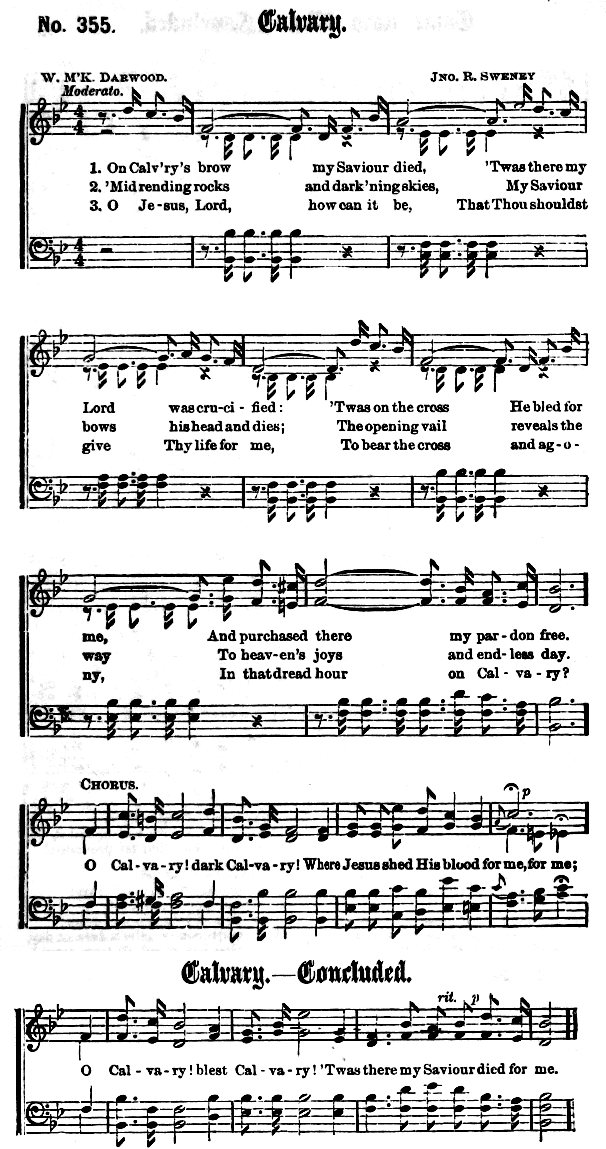 No. 355. Calvary.
W. M'K. DARWOOD. JNO. R. SWENEY
Moderato.
1. On Calv'ry's brow my Saviour died, 'Twas there my
2. 'Mid rending rocks and dark'ning skies, My Saviour
3. O Je-sus, Lord, how can it be, That Thou shouldst
Lord was cru-ci-fied: 'Twas on the cross He bled for
bows his head and dies; The opening vail reveals the
give Thy life for me, To bear the cross and ag-o-
me, And purchased there my par-don free.
way To heav-en's joys and end-less day.
ny, In that dread hour on Cal-va-ry?
CHORUS. p
O Cal-va-ry! dark Cal-va-ry! Where Jesus shed His blood for me, for me;
Calvary.—Concluded.
rit. p
O Cal-va-ry! blest Cal-va-ry! 'Twas there my Saviour died for me.